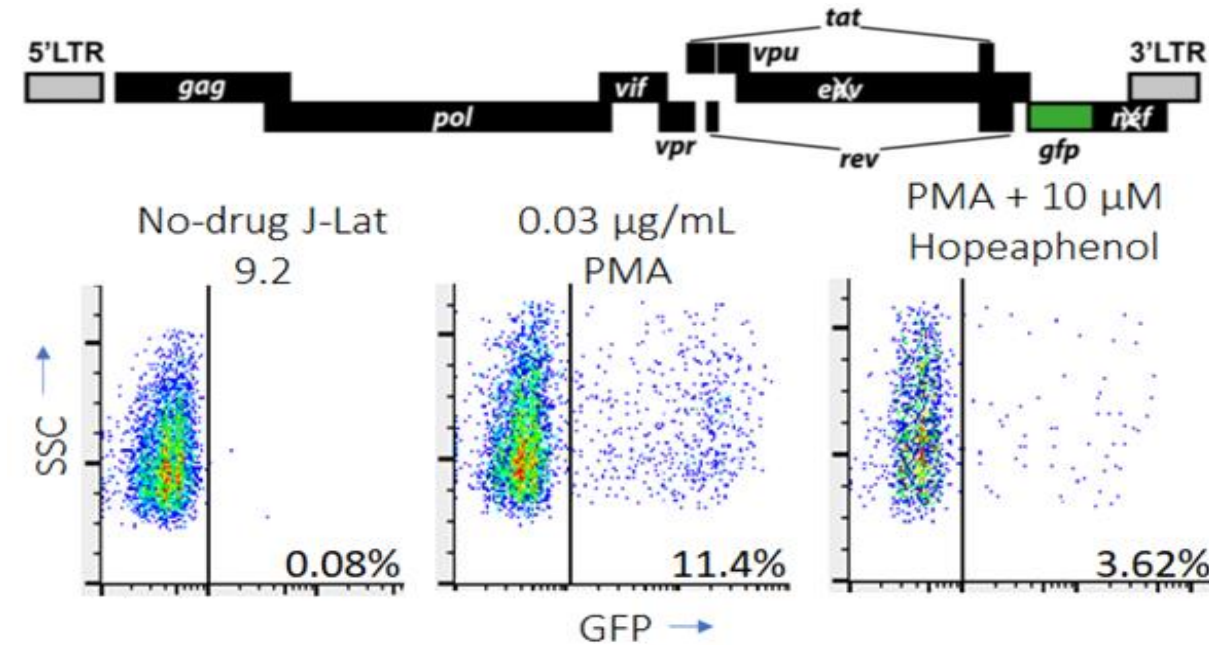 tat
5'LTR
vpu
3'LTR
gag
vif
env
pol
nef
vpr
rev
gfp
No-drug J-Lat
9.2
0.03 µg/mL
PMA
PMA + 10 µM
Hopeaphenol
SSC
0.08%
11.4%
3.62%
GFP